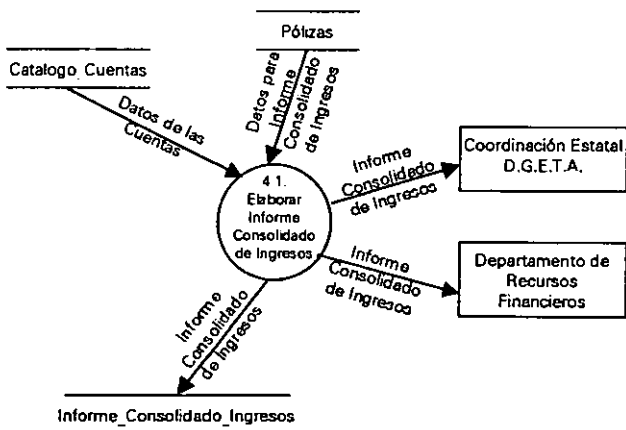 Pólizas
Catalogo_Cuentas
Datos de las
Cuentas
Datos para
Informe
Consolidado
de Ingresos
4.1.
Elaborar
Informe
Consolidado
de Ingresos
Informe
Consolidado
de Ingresos
Coordinación Estatal
D.G.E.T.A.
Informe
Consolidado
de Ingresos
Departamento de
Recursos
Financieros
Informe
Consolidado
de Ingresos
Informe_Consolidado_Ingresos